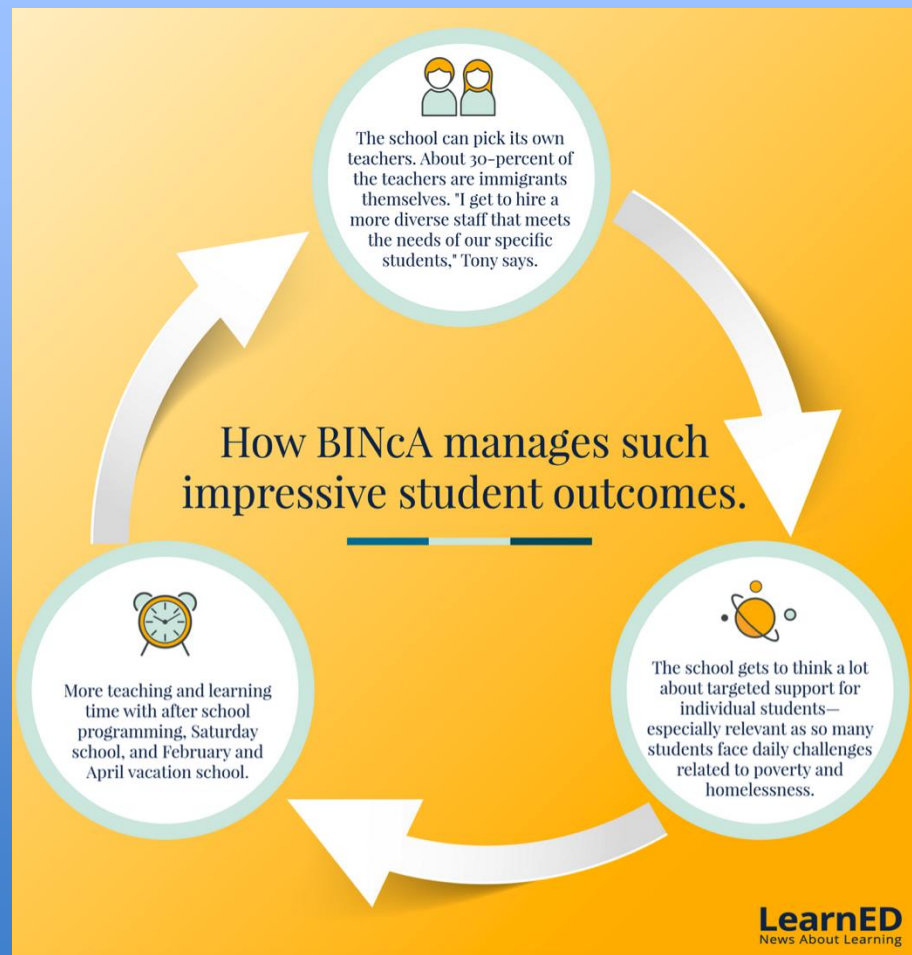 The school can pick its own
teachers. About 30-percent of
the teachers are immigrants
themselves. "I get to hire a
more diverse staff that meets
the needs of our specific
students," Tony says.
How BINcA manages such
impressive student outcomes.
More teaching and learning
time with after school
programming, Saturday
school, and February and
April vacation school.
The school gets to think a lot
about targeted support for
individual students—
especially relevant as so many
students face daily challenges
related to poverty and
homelessness.
LearnED
News About Learning